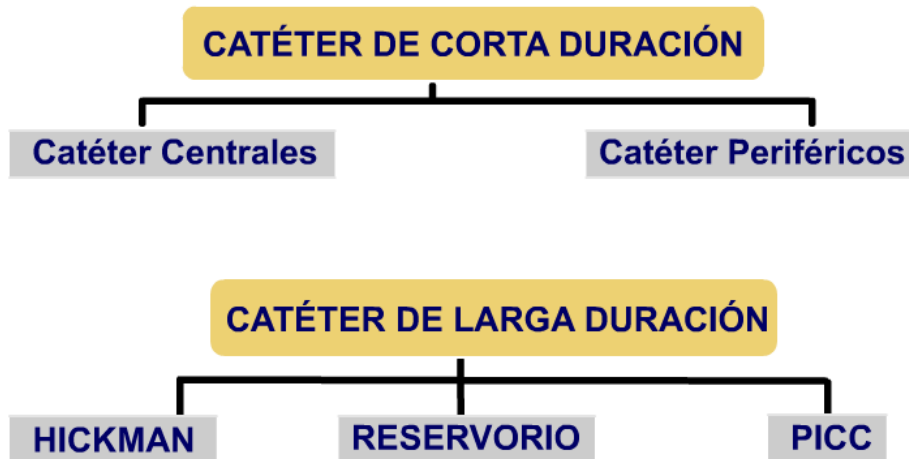 CATÉTER DE CORTA DURACIÓN
Catéter Centrales
Catéter Periféricos
CATÉTER DE LARGA DURACIÓN
HICKMAN
RESERVORIO
PICC